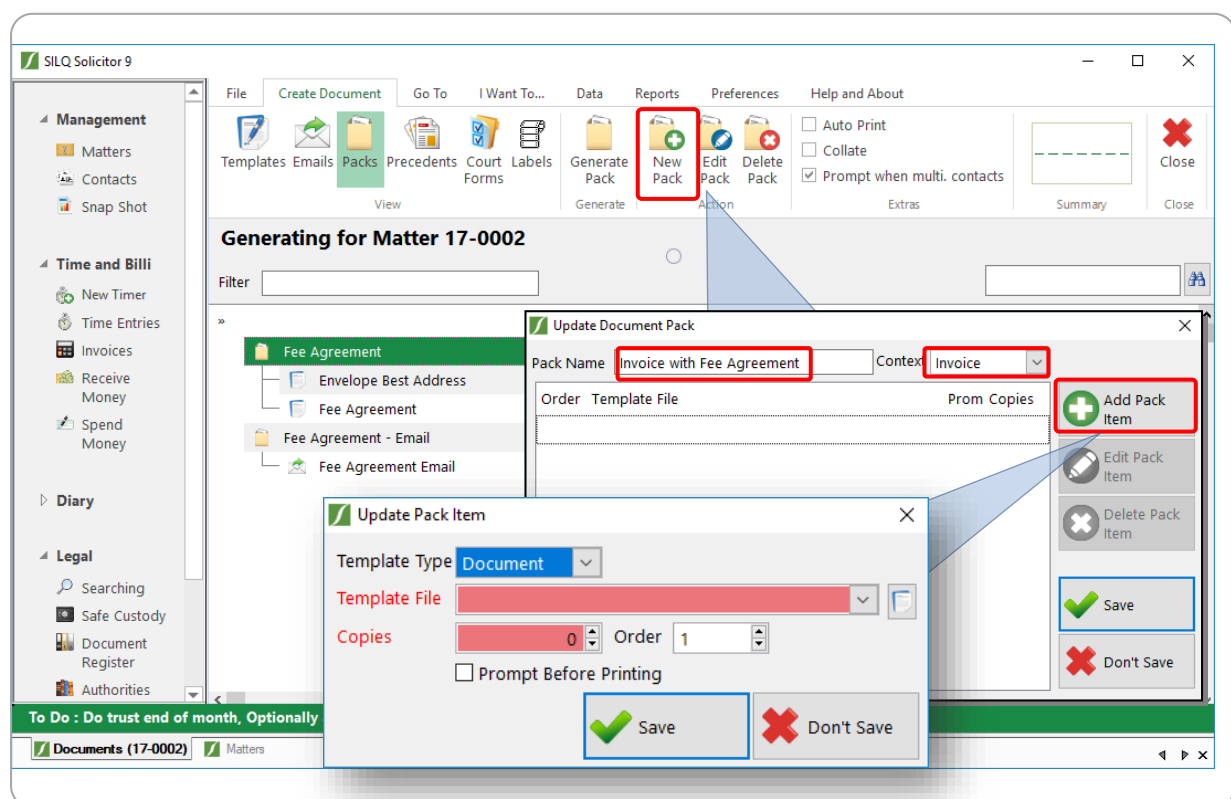 SILQ Solicitor 9
File Create Document Go To I Want To... Data Reports Preferences Help and About
Management
Matters
Contacts
Snap Shot
Time and Billi
New Timer
Time Entries
Invoices
Receive
Money
Spend
Money
Diary
Legal
Searching
Safe Custody
Document
Register
Authorities
Templates Emails Packs Precedents Court Labels
Forms
View
Generate
Pack
Generate
New
Pack
Edit
Pack
Delete
Pack
Action
Auto Print
Collate
Prompt when multi. contacts
Extras
Summary
Close
Close
Generating for Matter 17-0002
Filter
»
Fee Agreement
Envelope Best Address
Fee Agreement
Fee Agreement - Email
Fee Agreement Email
Update Document Pack
Pack Name Invoice with Fee Agreement Context Invoice
Order Template File Prom Copies
Add Pack
Item
Edit Pack
Item
Delete Pack
Item
Save
Don't Save
Update Pack Item
Template Type Document
Template File
Copies 0 Order 1
Prompt Before Printing
Save Don't Save
To Do : Do trust end of month, Optionally
Documents (17-0002) Matters